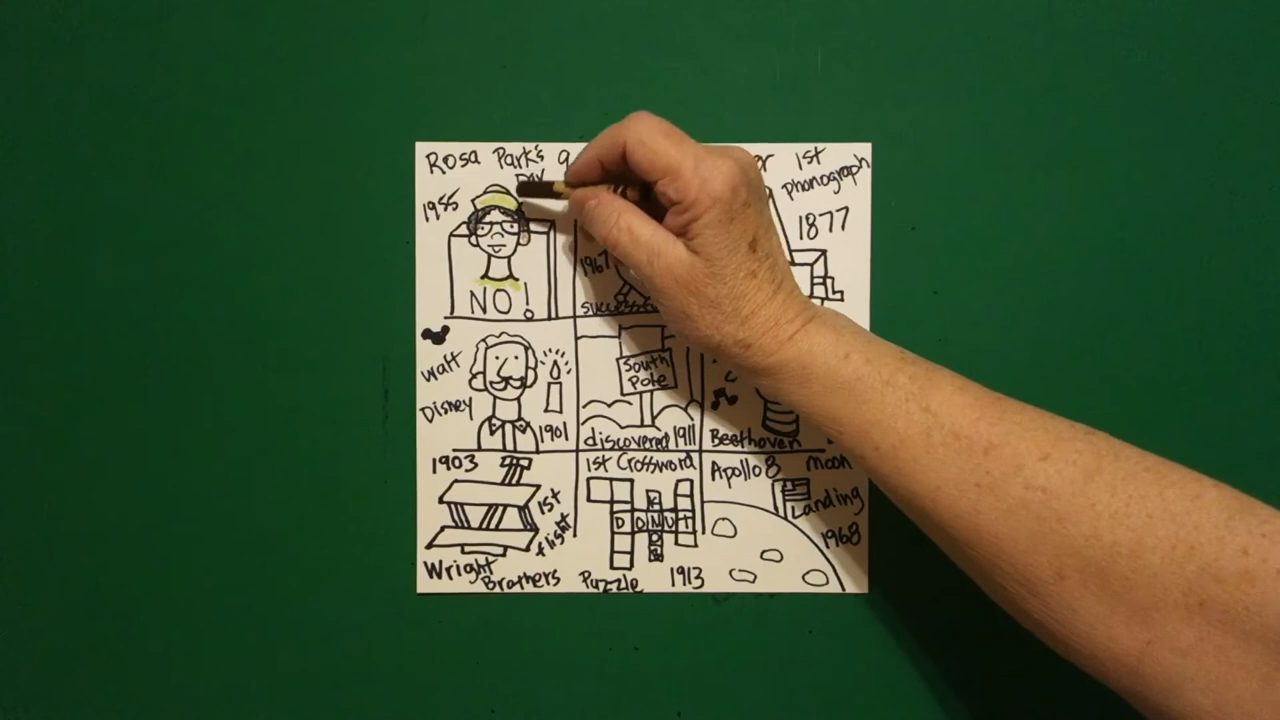 Rosa Park's
Day
1955
NO!
1967
1st
Phonograph
1877
Walt
Disney
1901
South
Pole
discovered 1911
Beethoven
1903
1st
flight
Wright
Brothers
1st Crossword
K
DONUT
O
B
Puzzle 1913
Apollo 8 Moon
Landing
1968